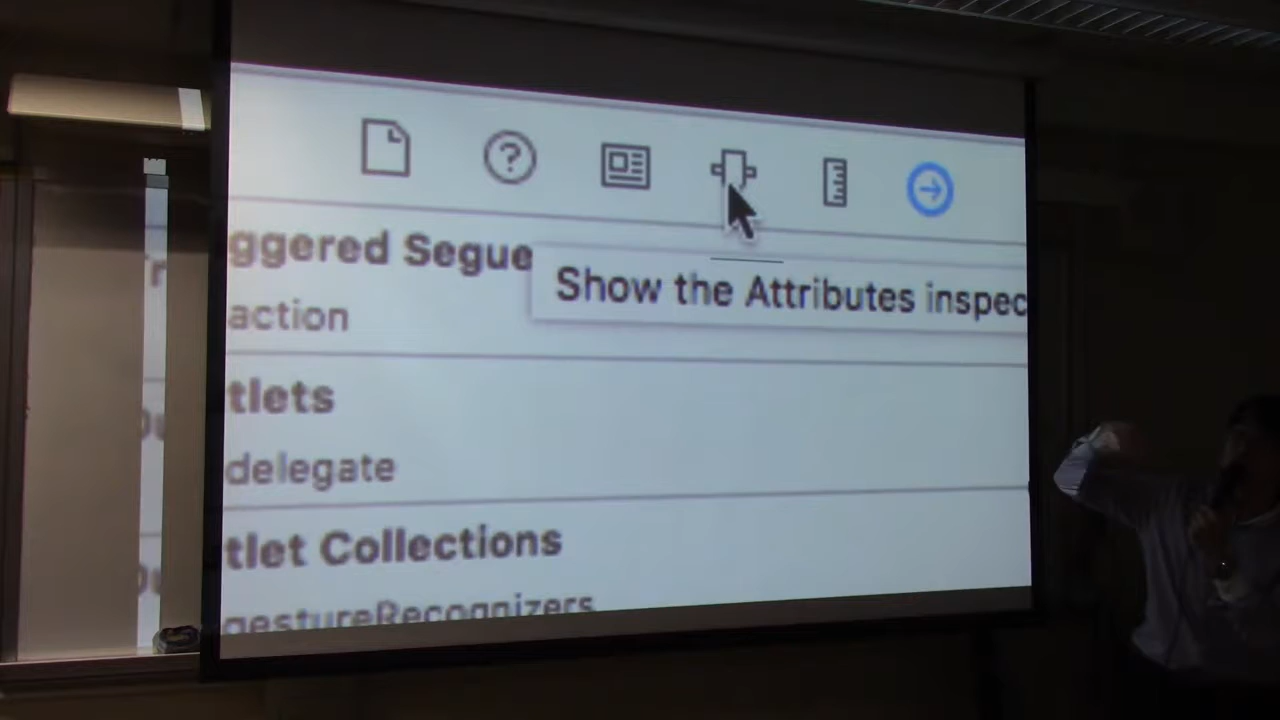 ggered Segue
Show the Attributes inspec
action
tlets
delegate
tlet Collections
gestureRecognizers